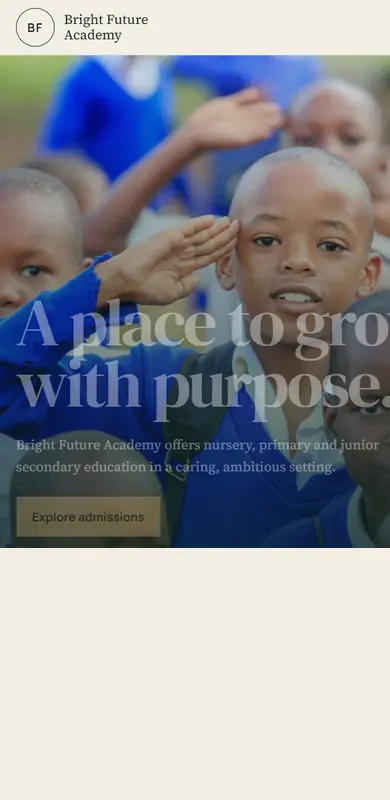 BF
Bright Future
Academy
A place to gro
with purpose.
Bright Future Academy offers nursery, primary and junior
secondary education in a caring, ambitious setting.
Explore admissions